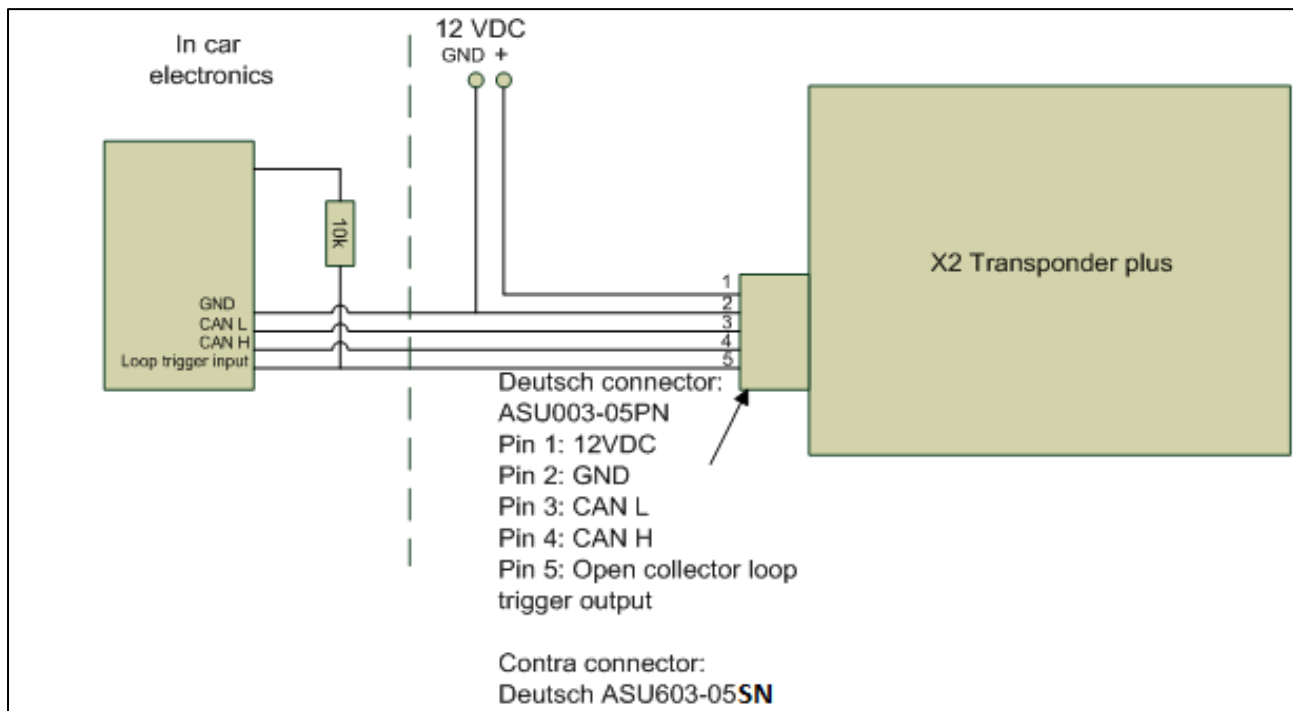 12 VDC
GND +
In car
electronics
10k
GND
CAN L
CAN H
Loop trigger input
1
2
3
4
5
X2 Transponder plus
Deutsch connector:
ASU003-05PN
Pin 1: 12VDC
Pin 2: GND
Pin 3: CAN L
Pin 4: CAN H
Pin 5: Open collector loop
trigger output
Contra connector:
Deutsch ASU603-05SN